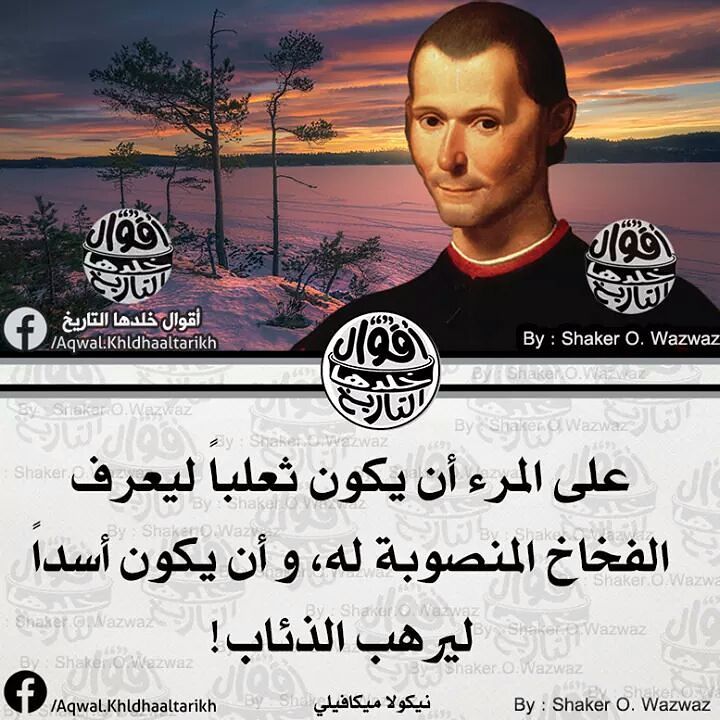 أقوال
خلدها
التاريخ
أقوال
خلدها
التاريخ
أقوال خلدها التاريخ
/Aqwal.Khldhaaltarikh
By : Shaker O. Wazwaz
أقوال
خلدها
التاريخ
على المرء أن يكون ثعلباً ليعرف
الفخاخ المنصوبة له، و أن يكون أسداً
ليرهب الذئاب!
/Aqwal.Khldhaaltarikh
نيكولا ميكافيلي
By : Shaker O. Wazwaz